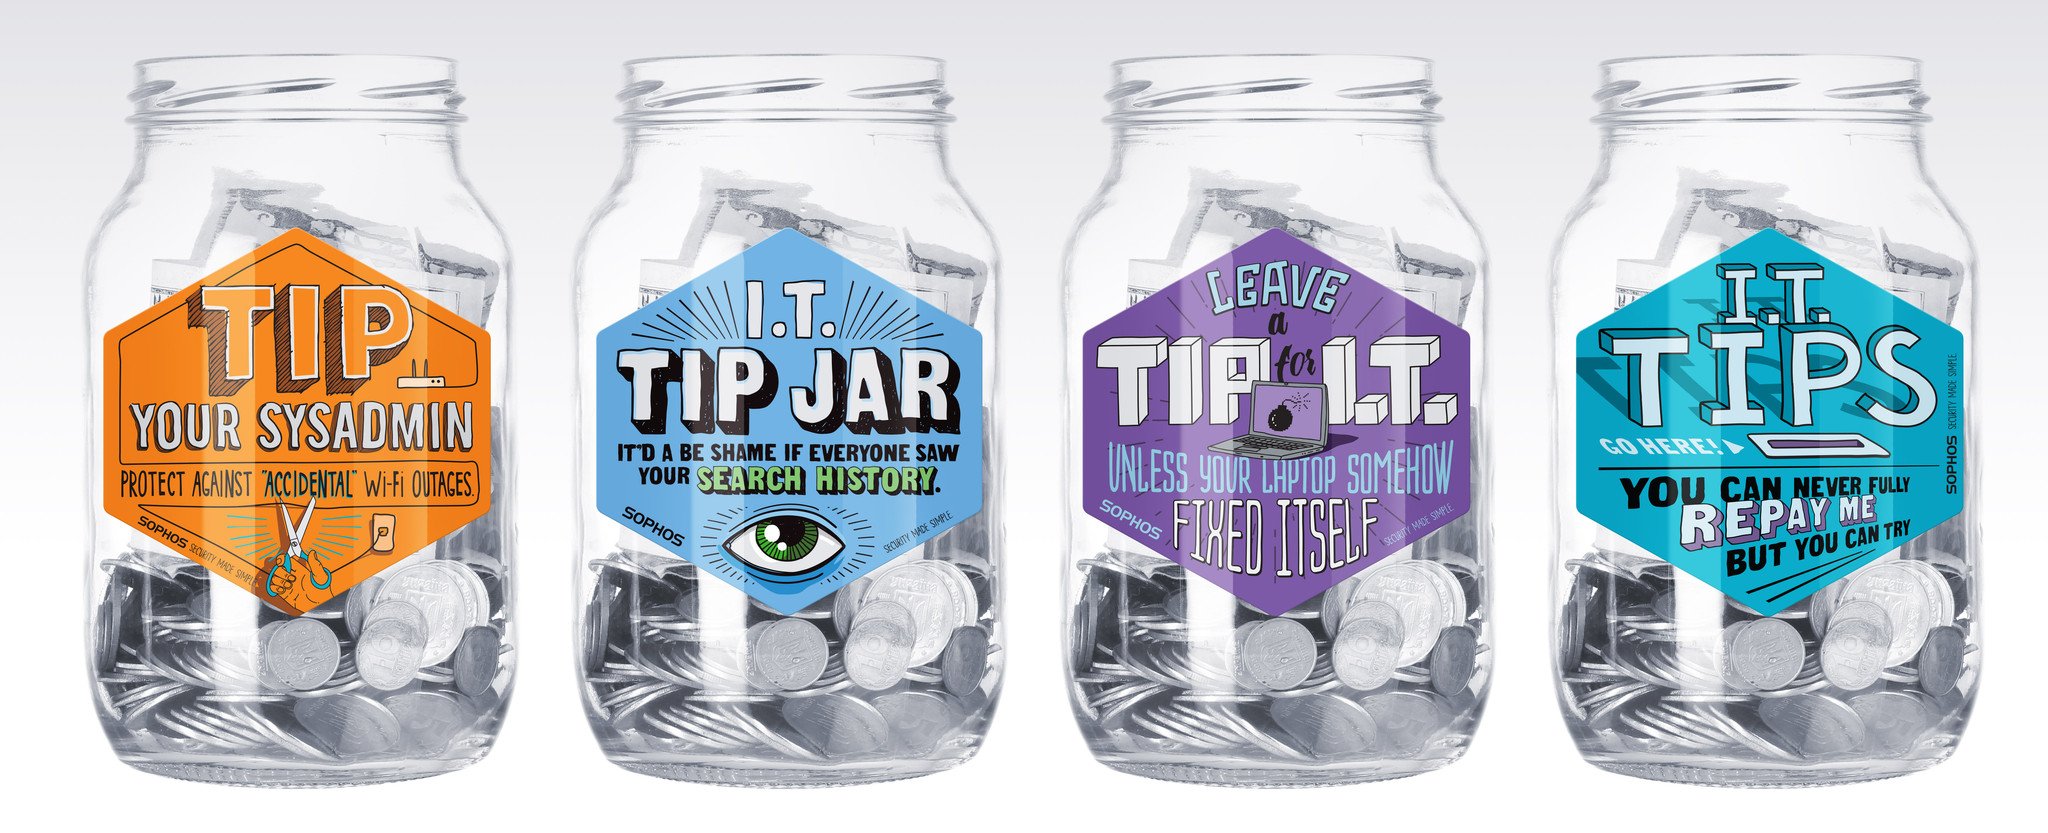 TIP
YOUR SYSADMIN
PROTECT AGAINST "ACCIDENTAL" Wi-Fi OUTAGES.
SOPHOS SECURITY MADE SIMPLE
I.T.
TIP JAR
IT'D A BE SHAME IF EVERYONE SAW
YOUR SEARCH HISTORY.
SOPHOS
SECURITY MADE SIMPLE
LEAVE
a
TIP for I.T.
UNLESS YOUR LAPTOP SOMEHOW
FIXED ITSELF
SOPHOS
SECURITY MADE SIMPLE
I.T.
TIPS
GO HERE!
YOU CAN NEVER FULLY
REPAY ME
BUT YOU CAN TRY
SOPHOS SECURITY MADE SIMPLE